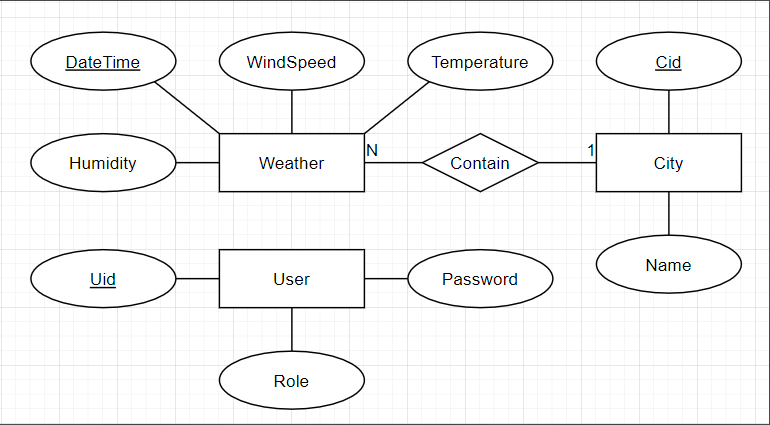 DateTime
WindSpeed
Temperature
Cid
Humidity
Weather
N
Contain
1
City
Uid
User
Password
Name
Role